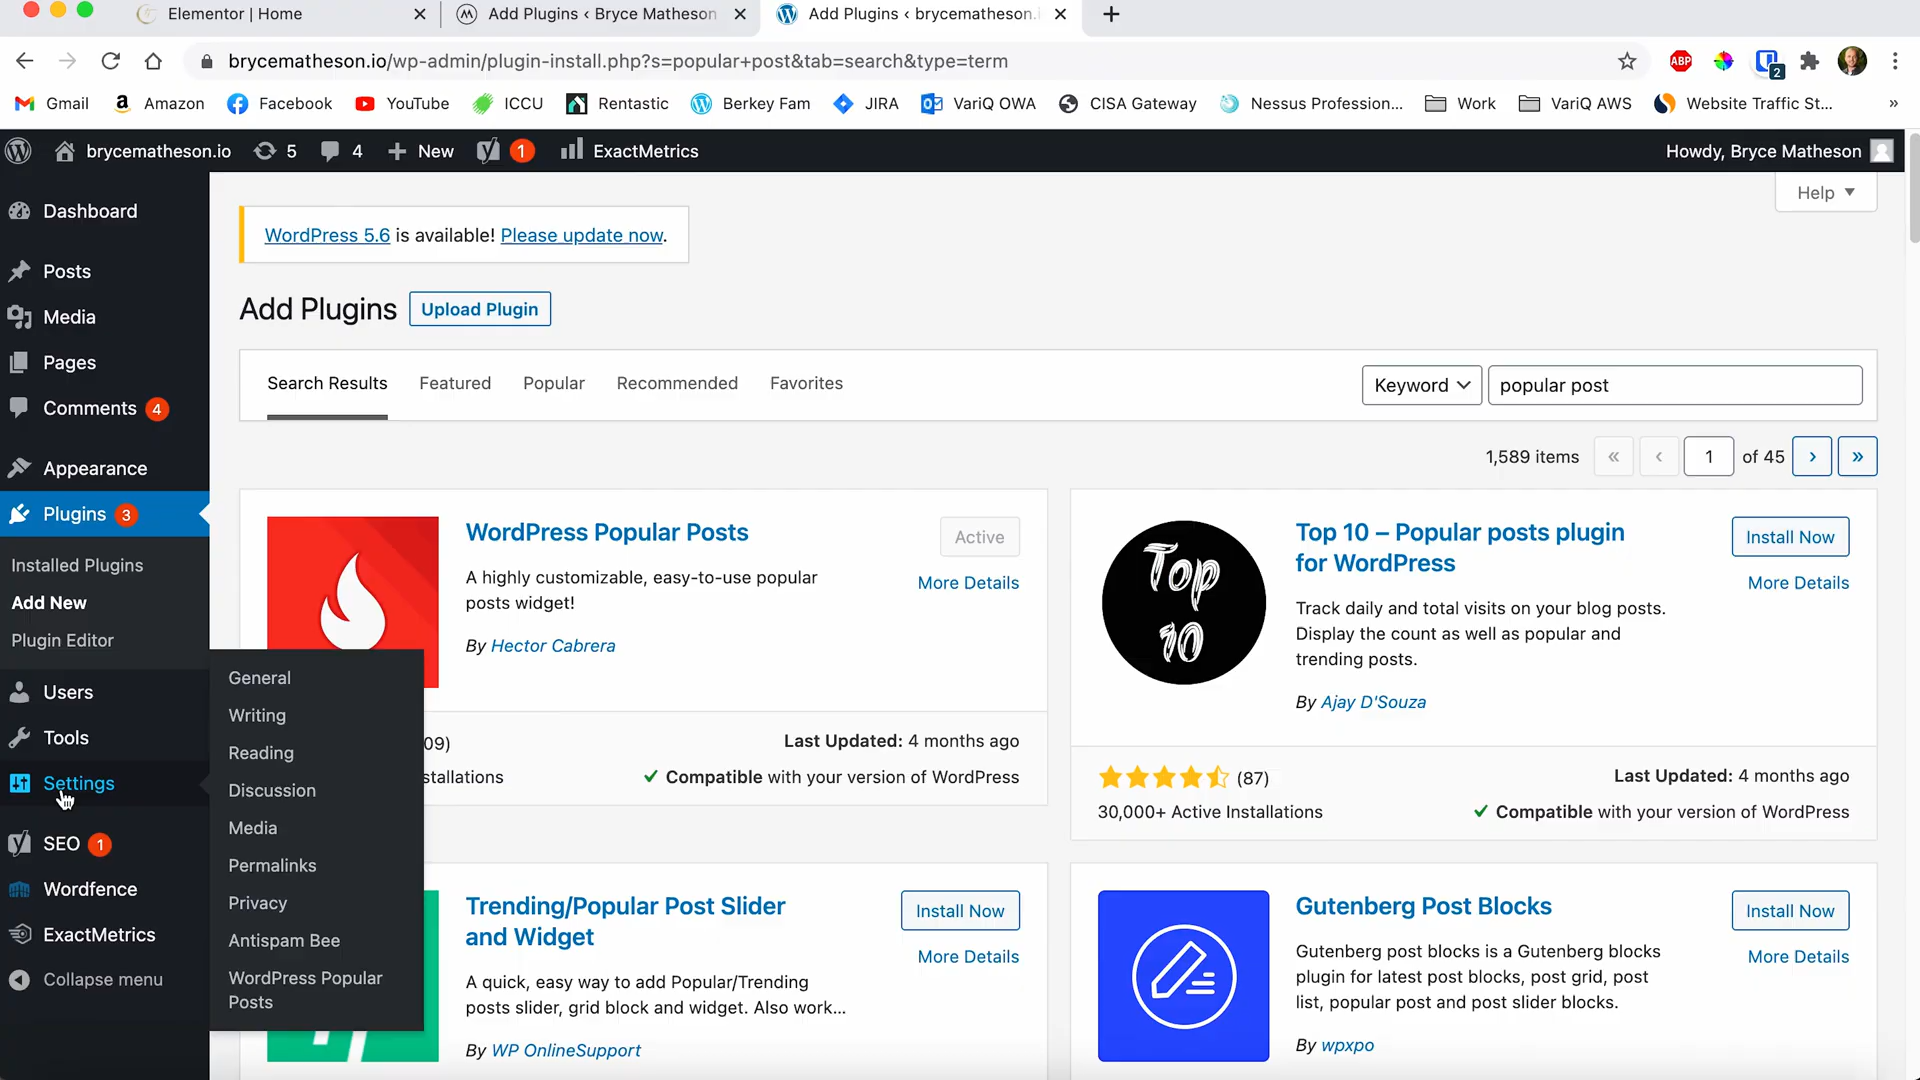 Elementor | Home
Add Plugins ‹ Bryce Matheson
Add Plugins ‹ brycematheson.i
brycematheson.io/wp-admin/plugin-install.php?s=popular+post&tab=search&type=term
ABP
2
Gmail
Amazon
Facebook
YouTube
ICCU
Rentastic
Berkey Fam
JIRA
VariQ OWA
CISA Gateway
Nessus Profession...
Work
VariQ AWS
Website Traffic St...
»
brycematheson.io
5
4
New
1
ExactMetrics
Howdy, Bryce Matheson
Help
Dashboard
Posts
Media
Pages
Comments 4
Appearance
Plugins 3
Installed Plugins
Add New
Plugin Editor
Users
Tools
Settings
SEO 1
Wordfence
ExactMetrics
Collapse menu
General
Writing
Reading
Discussion
Media
Permalinks
Privacy
Antispam Bee
WordPress Popular
Posts
WordPress 5.6 is available! Please update now.
Add Plugins
Upload Plugin
Search Results
Featured
Popular
Recommended
Favorites
Keyword
popular post
1,589 items
«
‹
1
of 45
›
»
WordPress Popular Posts
Active
More Details
A highly customizable, easy-to-use popular
posts widget!
By Hector Cabrera
09)
Last Updated: 4 months ago
stallations
Compatible with your version of WordPress
Top 10
Top 10 – Popular posts plugin
for WordPress
Install Now
More Details
Track daily and total visits on your blog posts.
Display the count as well as popular and
trending posts.
By Ajay D'Souza
(87)
Last Updated: 4 months ago
30,000+ Active Installations
Compatible with your version of WordPress
Trending/Popular Post Slider
and Widget
Install Now
More Details
A quick, easy way to add Popular/Trending
posts slider, grid block and widget. Also work...
By WP OnlineSupport
Gutenberg Post Blocks
Install Now
More Details
Gutenberg post blocks is a Gutenberg blocks
plugin for latest post blocks, post grid, post
list, popular post and post slider blocks.
By wpxpo